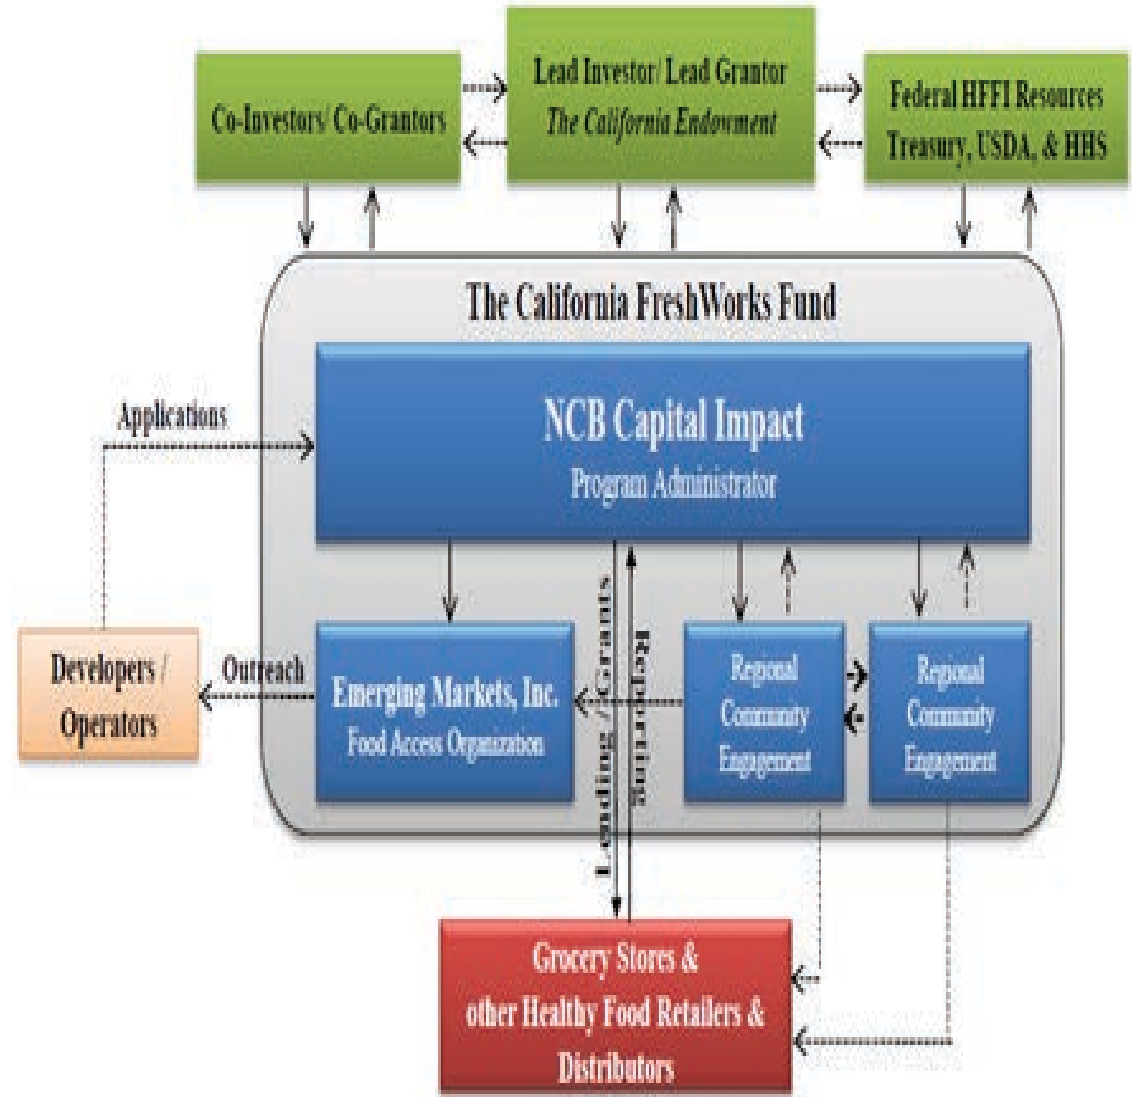 Co-Investors/ Co-Grantors
Lead Investor/ Lead Grantor
The California Endowment
Federal HFFI Resources
Treasury, USDA, & HHS
The California FreshWorks Fund
NCB Capital Impact
Program Administrator
Applications
Lending / Grants
Reporting
Developers /
Operators
Outreach
Emerging Markets, Inc.
Food Access Organization
Regional
Community
Engagement
Regional
Community
Engagement
Grocery Stores &
other Healthy Food Retailers &
Distributors